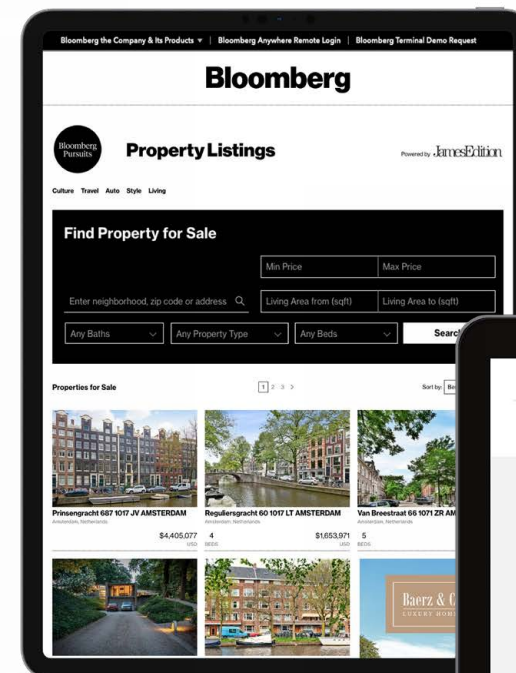 Bloomberg the Company & Its Products ▾ | Bloomberg Anywhere Remote Login | Bloomberg Terminal Demo Request
Bloomberg
Bloomberg
Pursuits
Property Listings
Powered by JamesEdition
Culture Travel Auto Style Living
Find Property for Sale
Min Price Max Price
Enter neighborhood, zip code or address Living Area from (sqft) Living Area to (sqft)
Any Baths Any Property Type Any Beds Search
Properties for Sale 1 2 3 > Sort by:
Prinsengracht 687 1017 JV AMSTERDAM Reguliersgracht 60 1017 LT AMSTERDAM Van Breestraat 66 1071 ZR AM
Amsterdam, Netherlands Amsterdam, Netherlands Amsterdam, Netherlands
$4,405,077 4 $1,653,971 5
USD BEDS USD BEDS
Baerz & C
LUXURY HOM